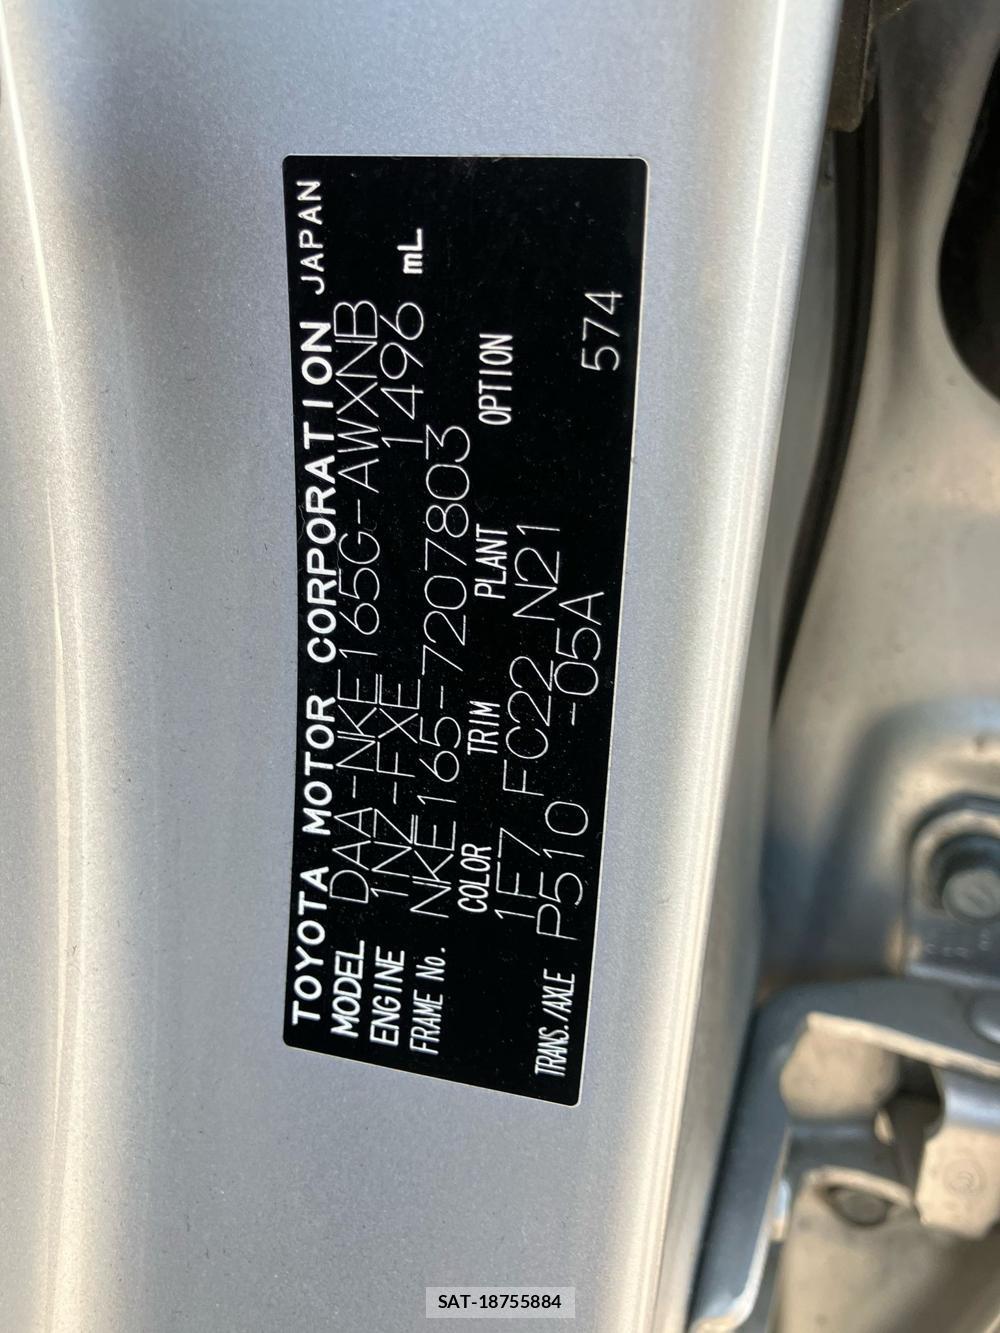 TOYOTA MOTOR CORPORATION JAPAN
MODEL DAA-NKE165G-AWXNB
ENGINE 1NZ-FXE 1496 mL
FRAME No. NKE165-7207803
COLOR TRIM PLANT OPTION
1F7 FC22 N21
TRANS./AXLE P510 -05A 574
SAT-18755884